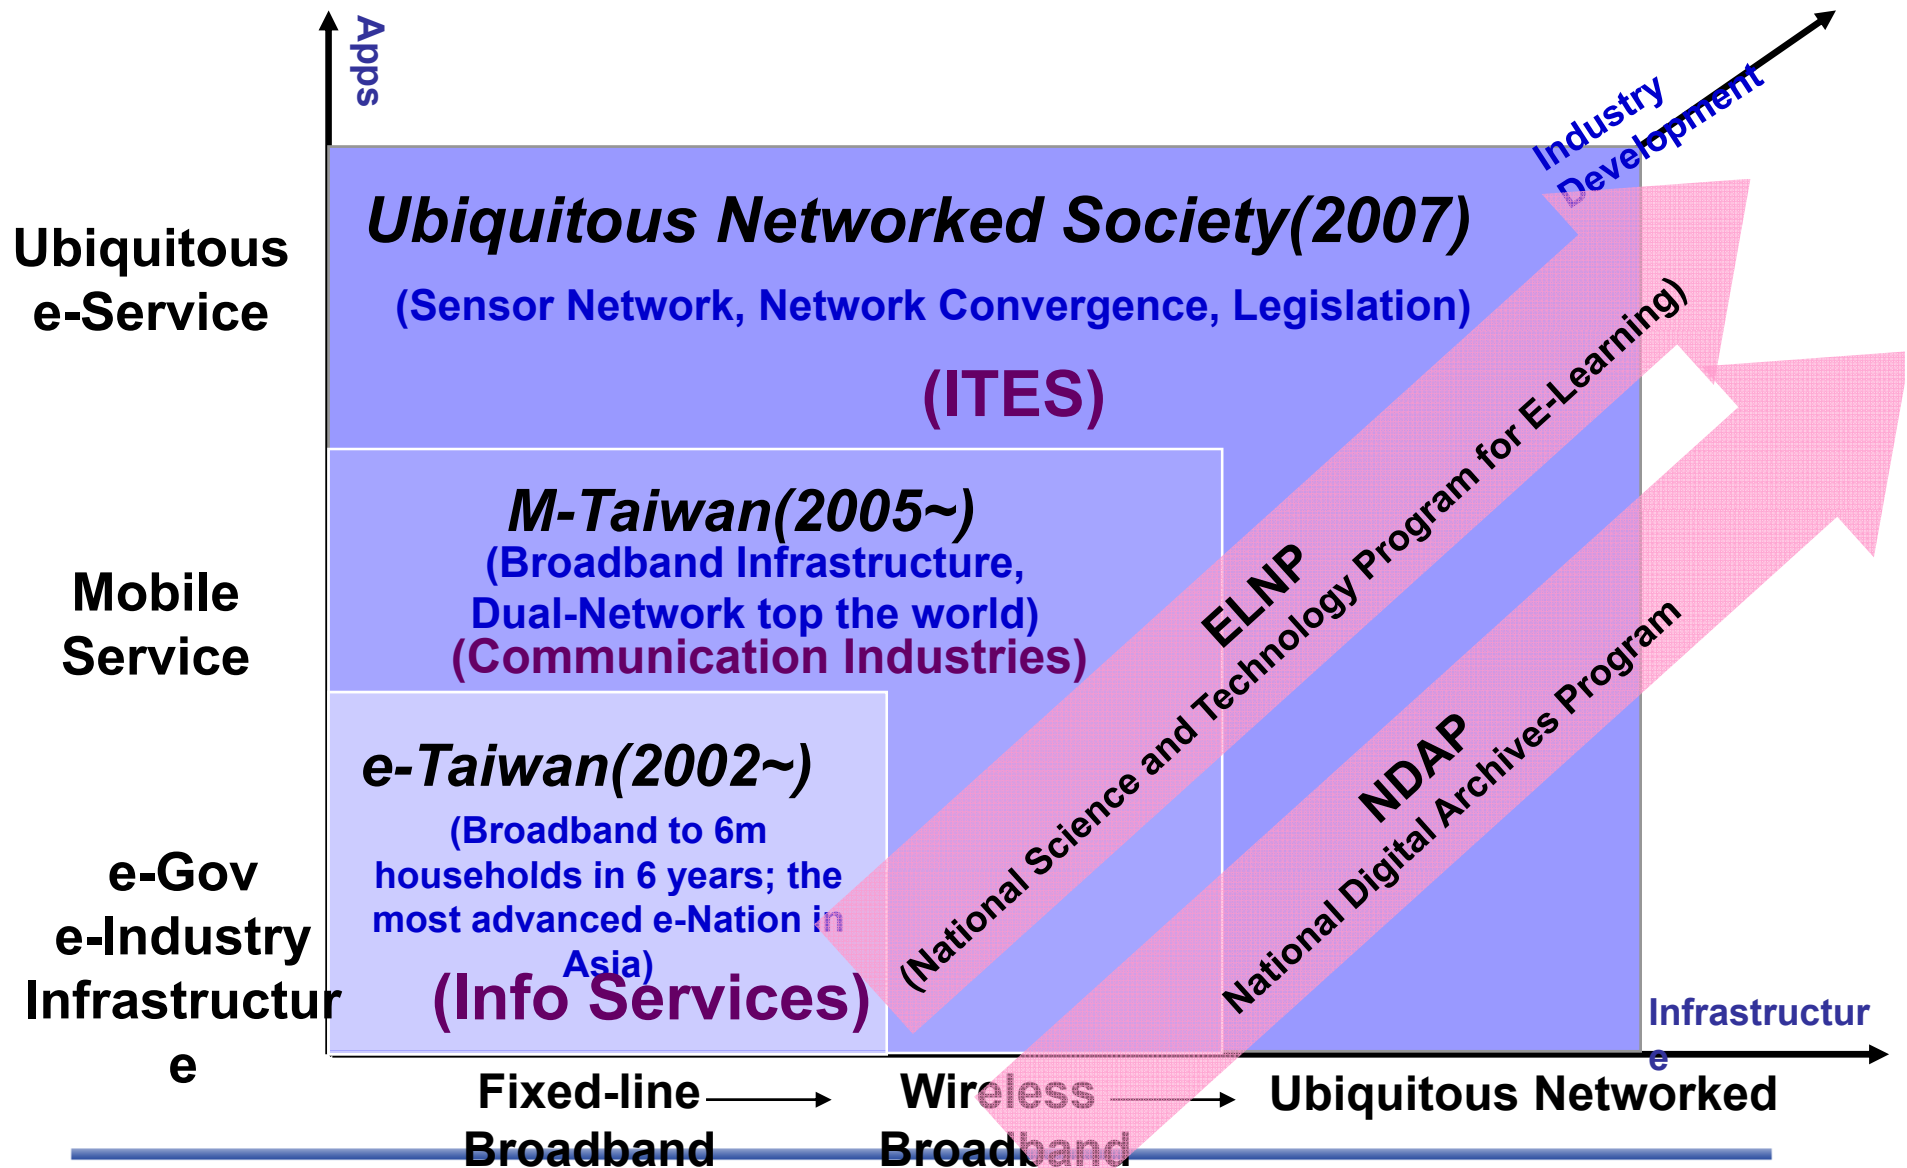 Apps
Industry
Development
Ubiquitous
e-Service
Ubiquitous Networked Society(2007)
(Sensor Network, Network Convergence, Legislation)
(ITES)
Mobile
Service
M-Taiwan(2005~)
(Broadband Infrastructure,
Dual-Network top the world)
(Communication Industries)
e-Gov
e-Industry
Infrastructur
e
e-Taiwan(2002~)
(Broadband to 6m
households in 6 years; the
most advanced e-Nation in
Asia)
(Info Services)
ELNP
(National Science and Technology Program for E-Learning)
NDAP
National Digital Archives Program
Infrastructur
e
Fixed-line
Broadband
Wireless
Broadband
Ubiquitous Networked